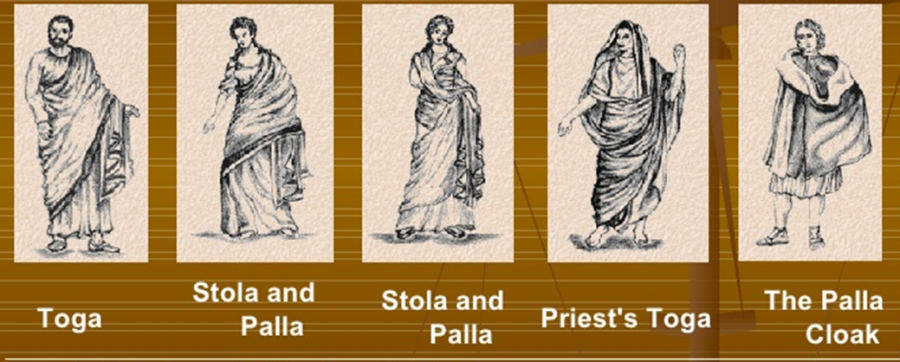 Toga
Stola and
Palla
Stola and
Palla
Priest's Toga
The Palla
Cloak